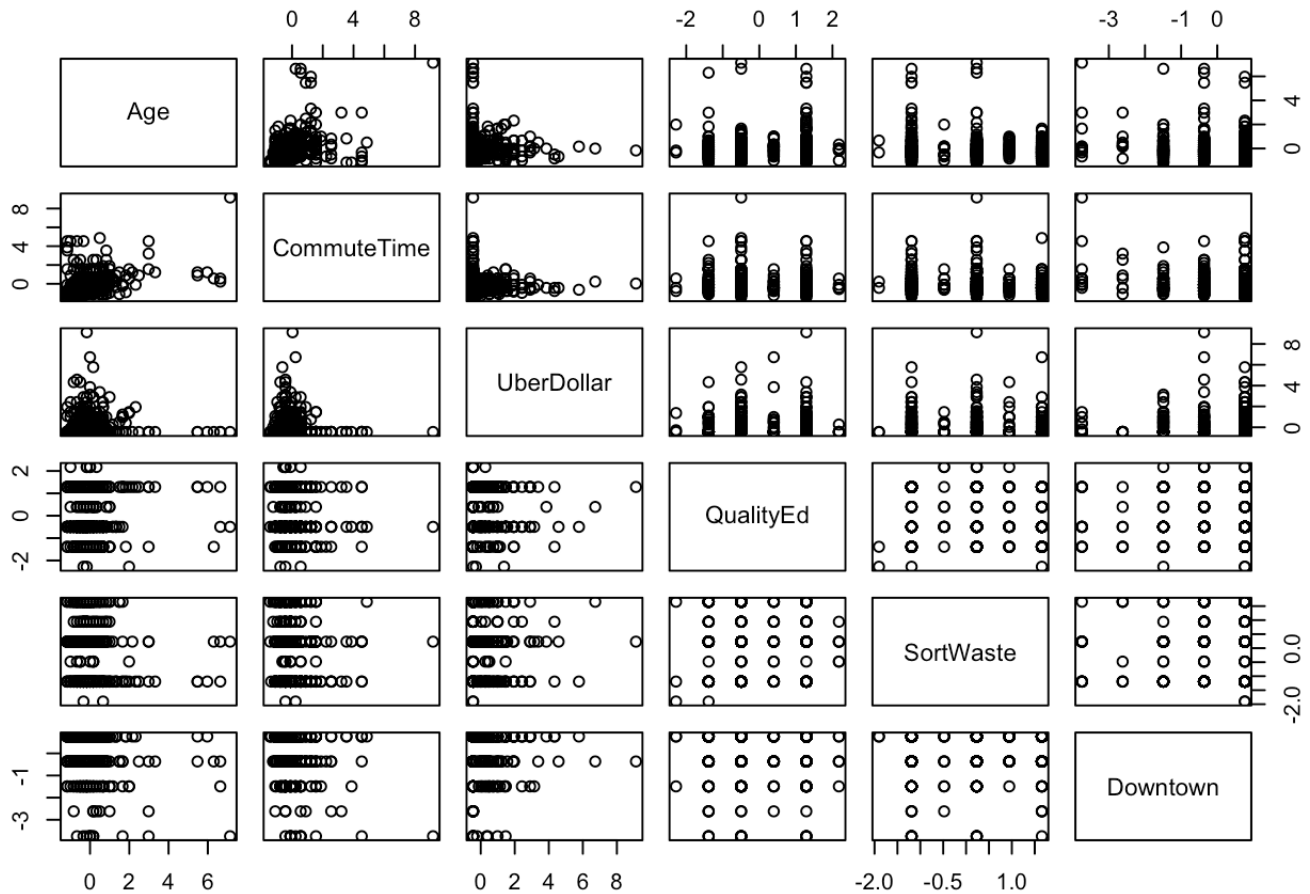 0 8
-2 0 1 2
-3 -1 0
Age
0 4
0 4 8
CommuteTime
UberDollar
0 4 8
-2 0 2
QualityEd
SortWaste
-2.0 0.0
-3 -1
Downtown
0 2 4 6
0 2 4 6 8
-2.0 -0.5 1.0